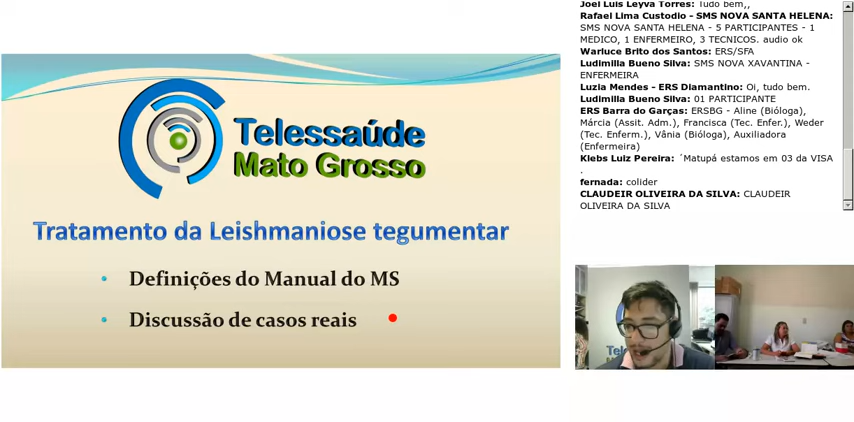 Telessaúde
Mato Grosso
Tratamento da Leishmaniose tegumentar
• Definições do Manual do MS
• Discussão de casos reais
Joel Luis Leyva Torres: Tudo bem,,
Rafael Lima Custodio - SMS NOVA SANTA HELENA:
SMS NOVA SANTA HELENA - 5 PARTICIPANTES - 1
MEDICO, 1 ENFERMEIRO, 3 TECNICOS. audio ok
Warluce Brito dos Santos: ERS/SFA
Ludimilla Bueno Silva: SMS NOVA XAVANTINA -
ENFERMEIRA
Luzia Mendes - ERS Diamantino: Oi, tudo bem.
Ludimilla Bueno Silva: 01 PARTICIPANTE
ERS Barra do Garças: ERSBG - Aline (Bióloga),
Márcia (Assit. Adm.), Francisca (Tec. Enfer.), Weder
(Tec. Enferm.), Vânia (Bióloga), Auxiliadora
(Enfermeira)
Klebs Luiz Pereira: ´Matupá estamos em 03 da VISA
.
fernada: colider
CLAUDEIR OLIVEIRA DA SILVA: CLAUDEIR
OLIVEIRA DA SILVA